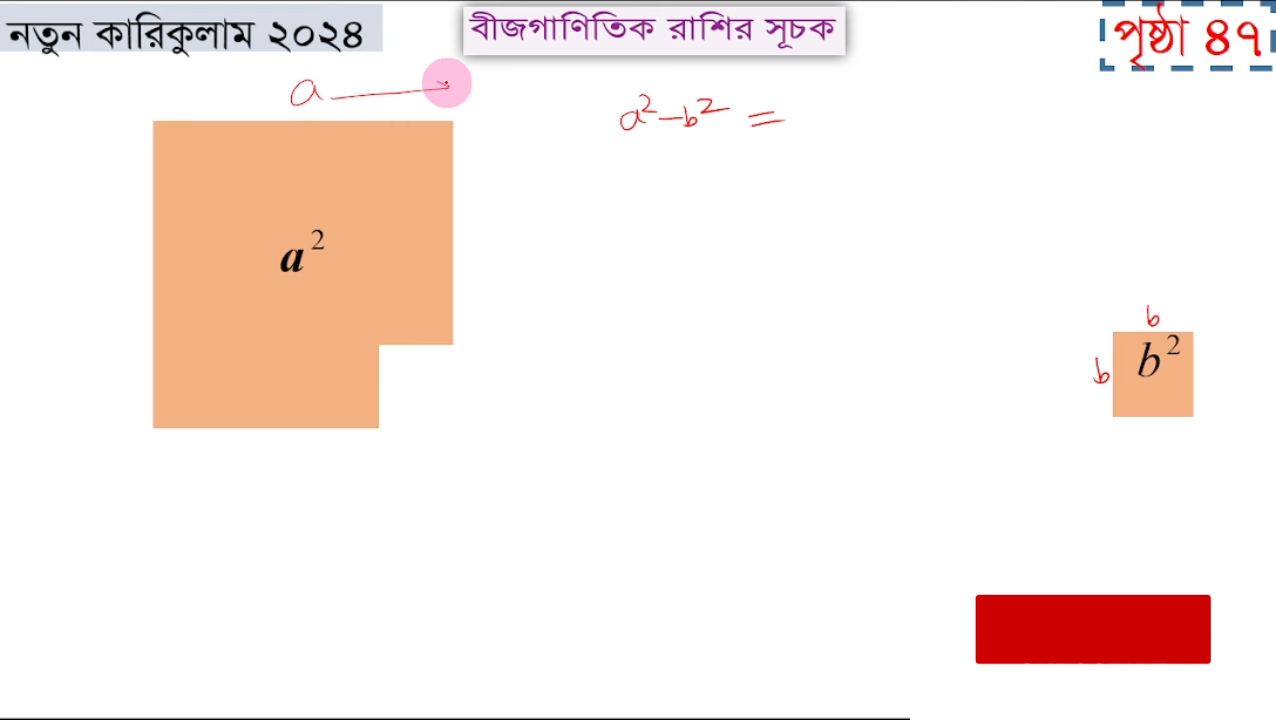 নতুন কারিকুলাম ২০২৪
বীজগাণিতিক রাশির সূচক
পৃষ্ঠা ৪৭
a
a² – b² =
a²
b
b
b²